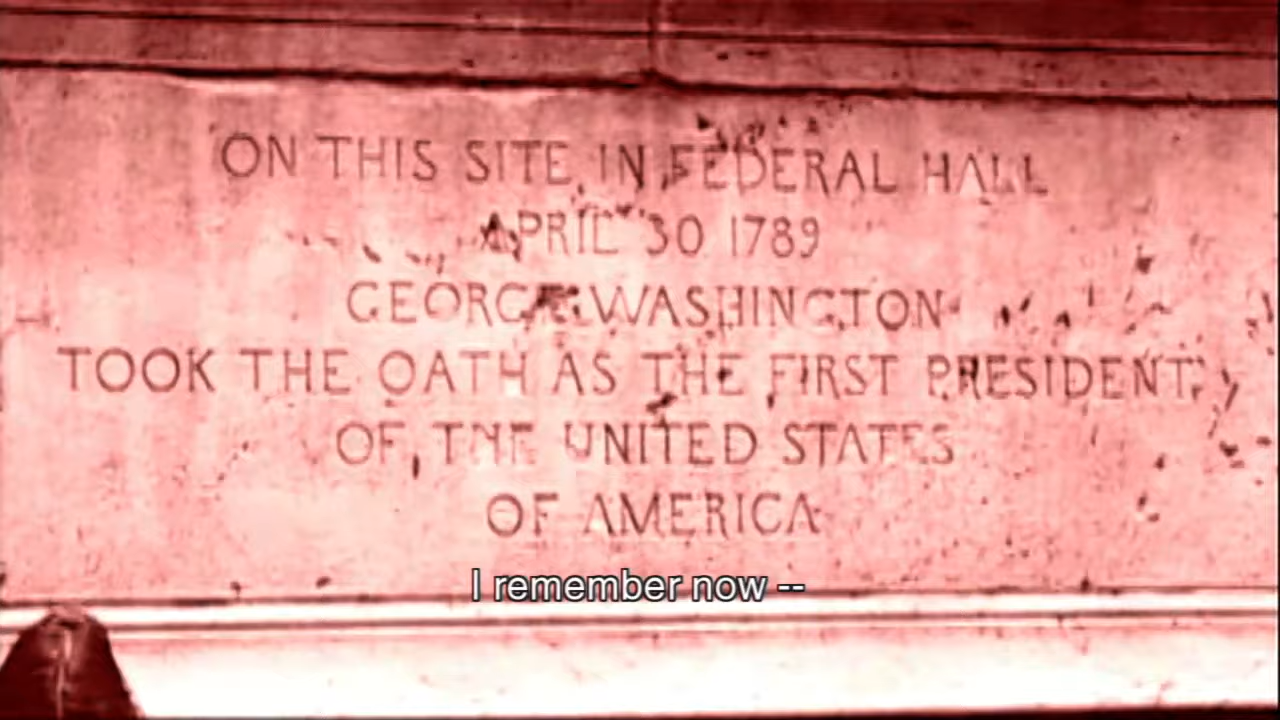 ON THIS SITE IN FEDERAL HALL
APRIL 30 1789
GEORGE WASHINGTON
TOOK THE OATH AS THE FIRST PRESIDENT
OF THE UNITED STATES
OF AMERICA
I remember now --